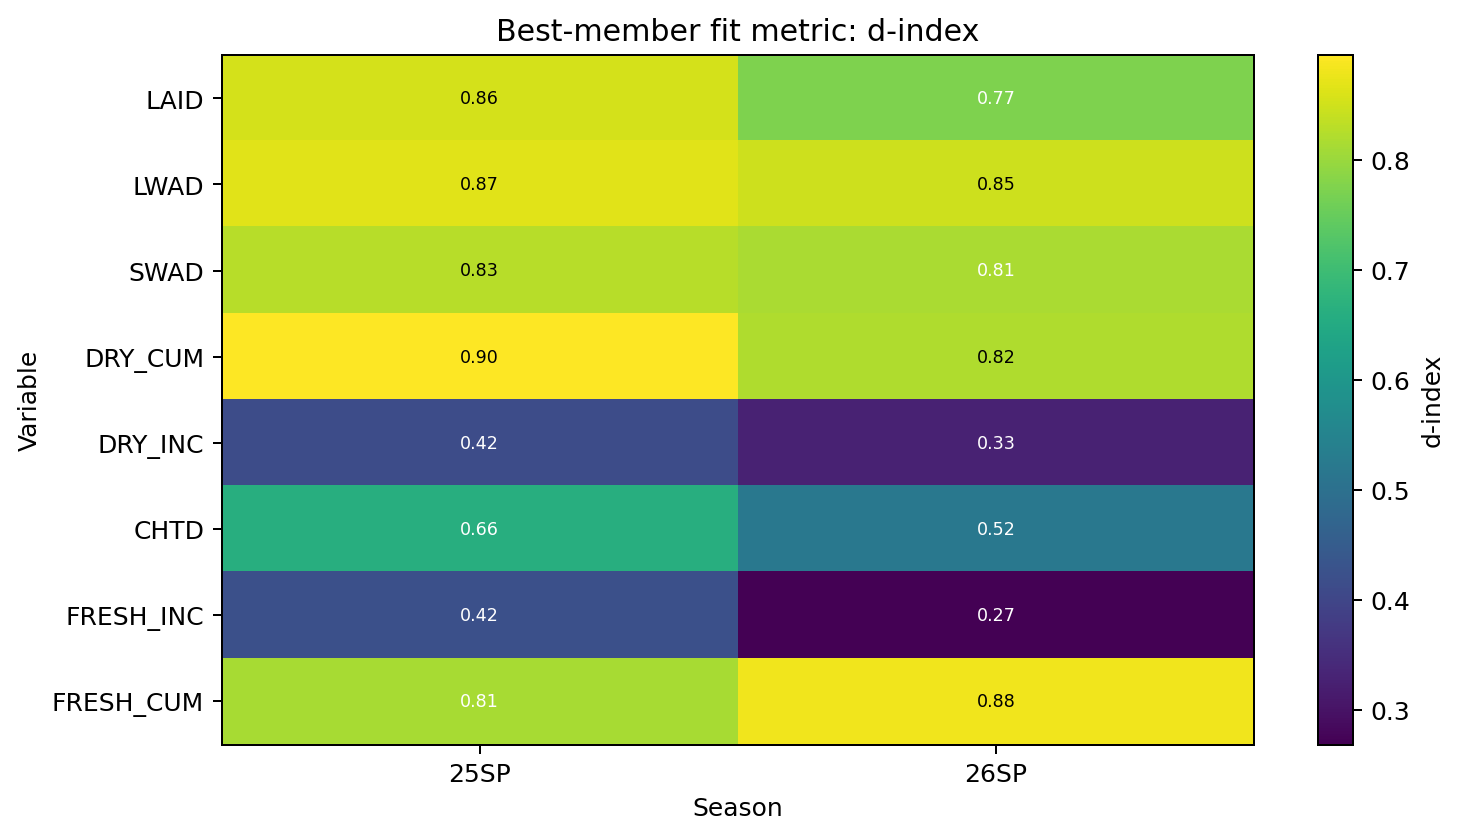 Best-member fit metric: d-index
LAID 0.86 0.77
LWAD 0.87 0.85
SWAD 0.83 0.81
DRY_CUM 0.90 0.82
DRY_INC 0.42 0.33
CHTD 0.66 0.52
FRESH_INC 0.42 0.27
FRESH_CUM 0.81 0.88
25SP 26SP
Season
Variable
0.8
0.7
0.6
0.5
0.4
0.3
d-index